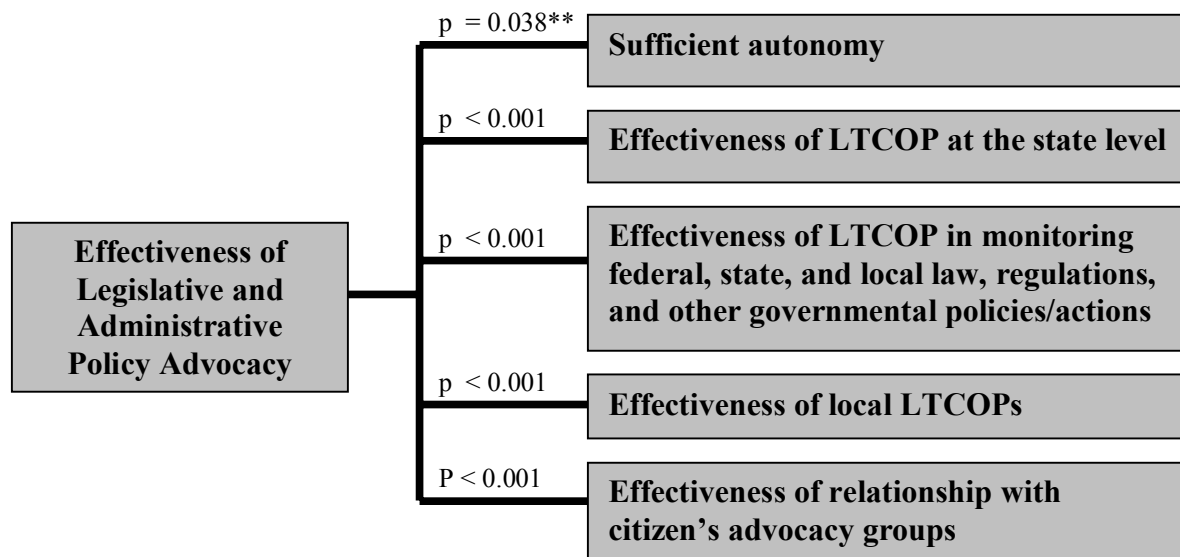 p = 0.038**
Sufficient autonomy
p < 0.001
Effectiveness of LTCOP at the state level
p < 0.001
Effectiveness of LTCOP in monitoring
federal, state, and local law, regulations,
and other governmental policies/actions
Effectiveness of
Legislative and
Administrative
Policy Advocacy
p < 0.001
Effectiveness of local LTCOPs
P < 0.001
Effectiveness of relationship with
citizen’s advocacy groups